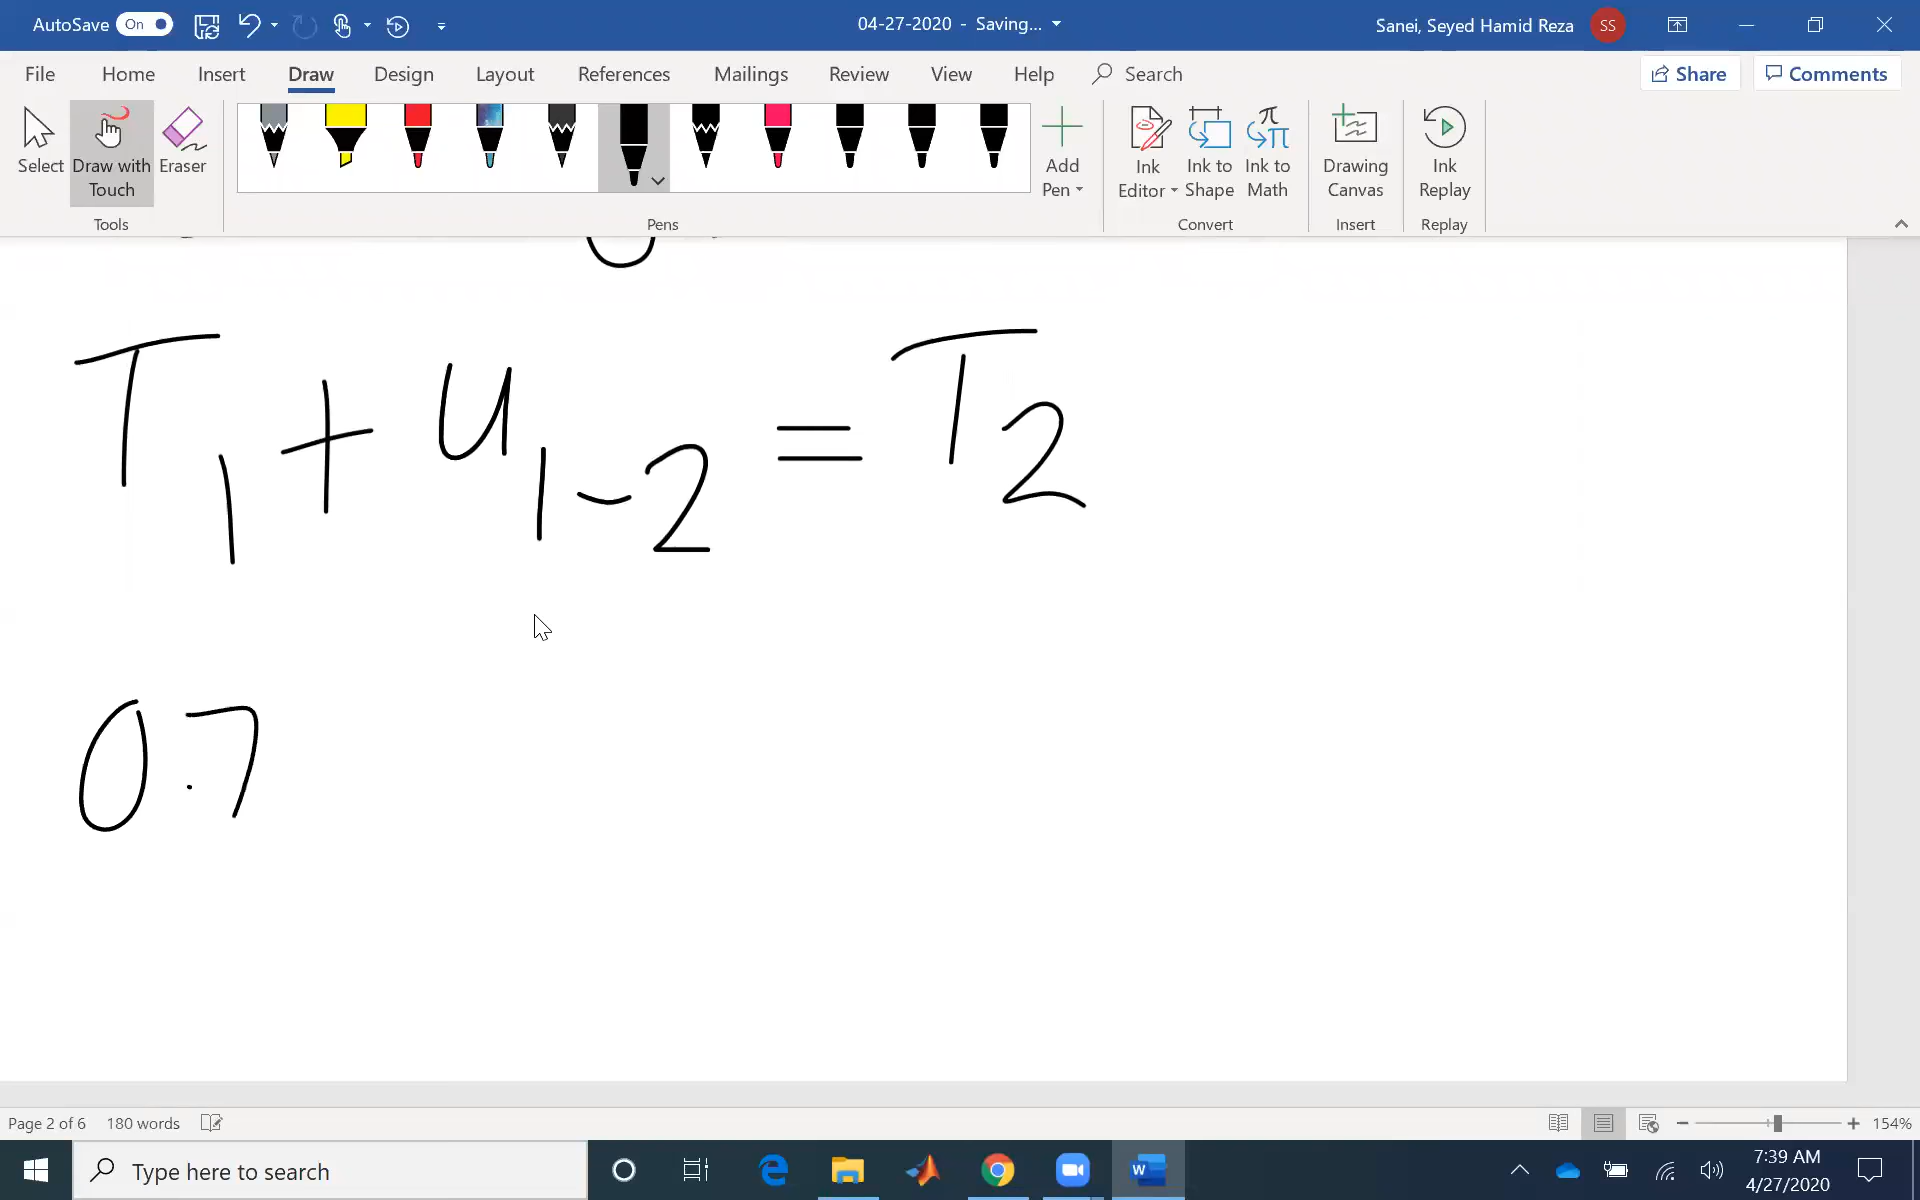 AutoSave On 04-27-2020 - Saving... Sanei, Seyed Hamid Reza SS
File Home Insert Draw Design Layout References Mailings Review View Help Search Share Comments
Select Draw with Touch Eraser Add Pen Ink Editor Ink to Shape Ink to Math Drawing Canvas Ink Replay
Tools Pens Convert Insert Replay
T1 + U1-2 = T2
0.7
Page 2 of 6 180 words 154%
Type here to search 7:39 AM
4/27/2020